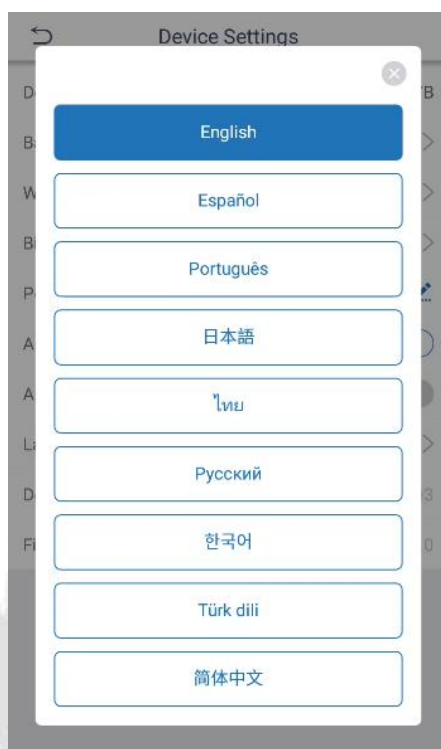 Device Settings
English
Español
Português
日本語
ไทย
Русский
한국어
Türk dili
简体中文